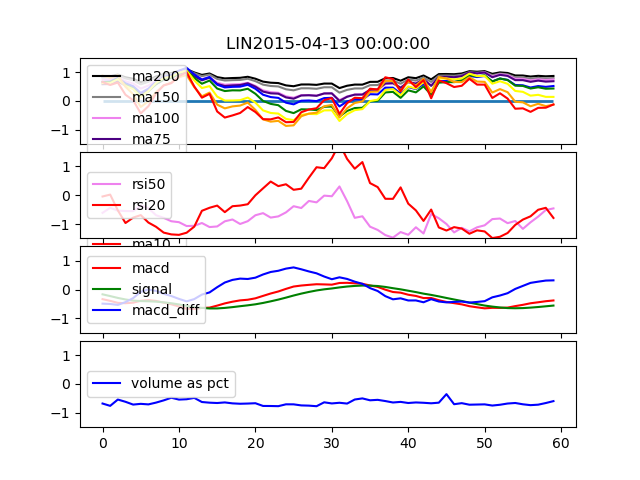 LIN2015-04-13 00:00:00
1
0
−1
ma200
ma150
ma100
ma75
1
0
−1
rsi50
rsi20
ma10
1
0
−1
macd
signal
macd_diff
1
0
−1
volume as pct
0 10 20 30 40 50 60